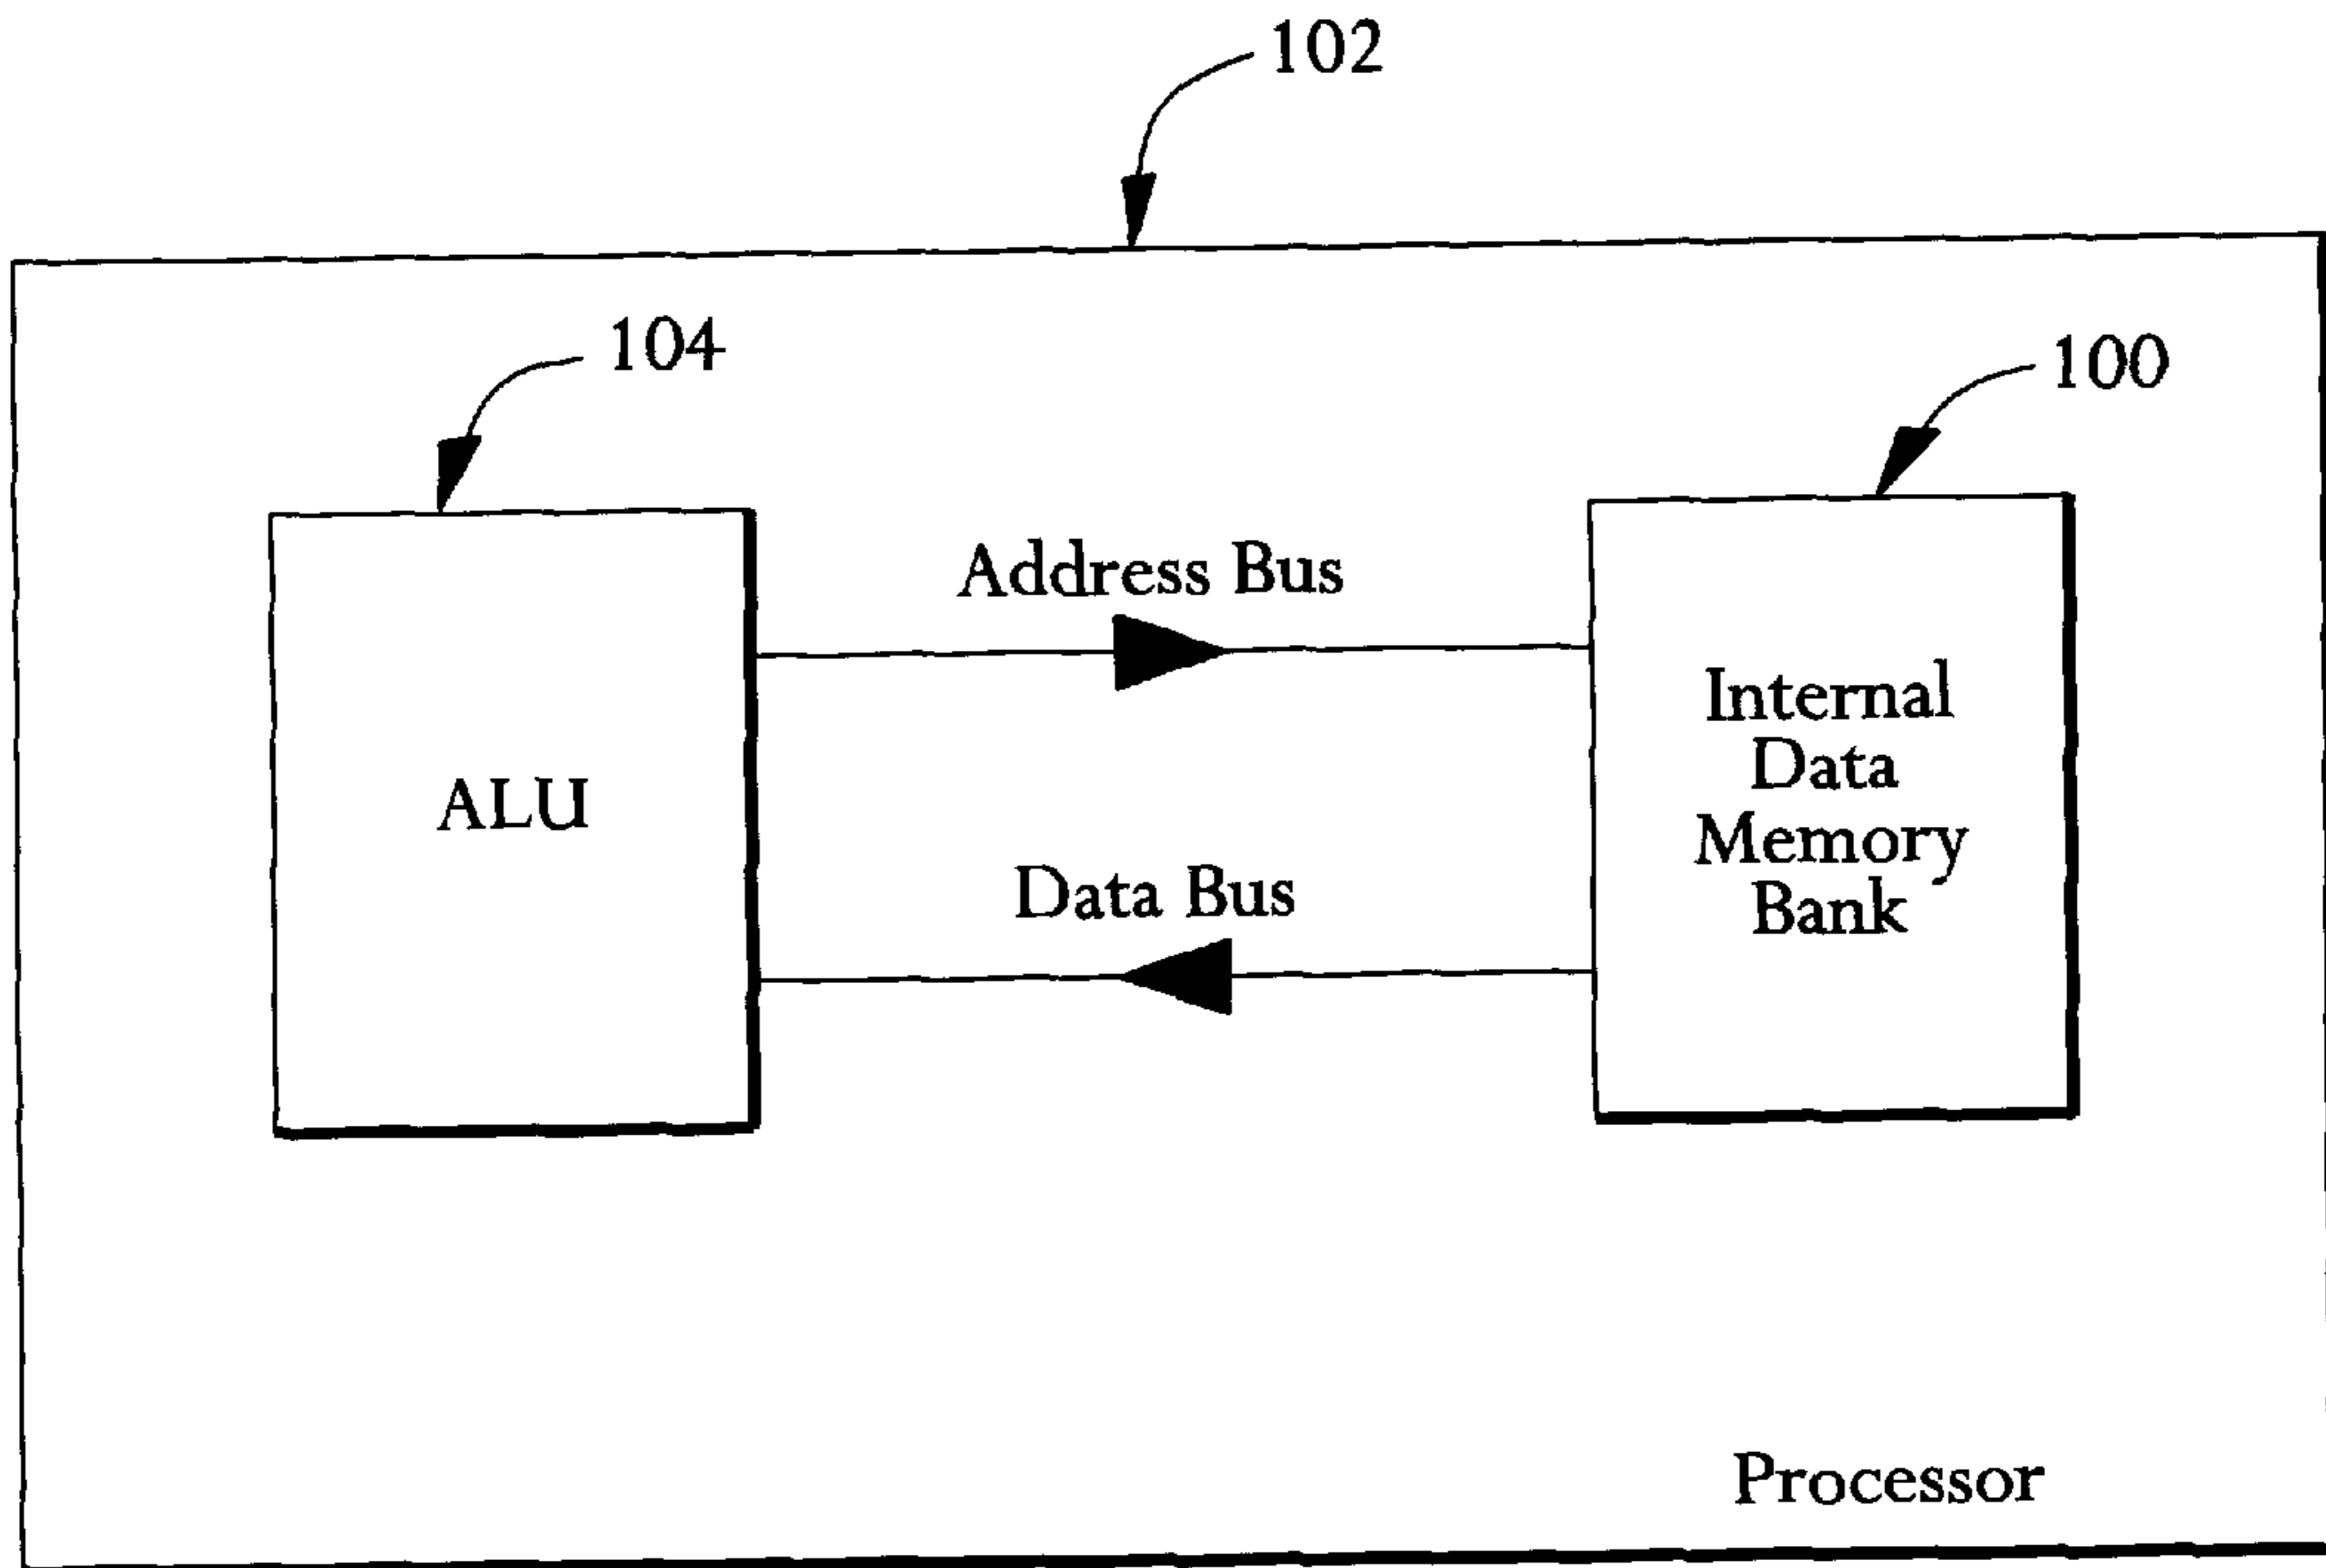 102
104
100
Address Bus
Internal
Data
Memory
Bank
ALU
Data Bus
Processor